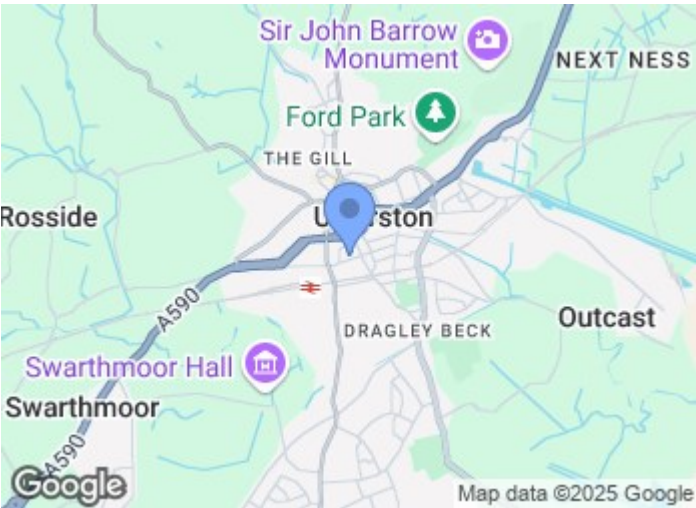 Sir John Barrow
Monument
NEXT NESS
Ford Park
THE GILL
Rosside
A590
Outcast
DRAGLEY BECK
Swarthmoor Hall
Swarthmoor
A590
Google
Map data ©2025 Google